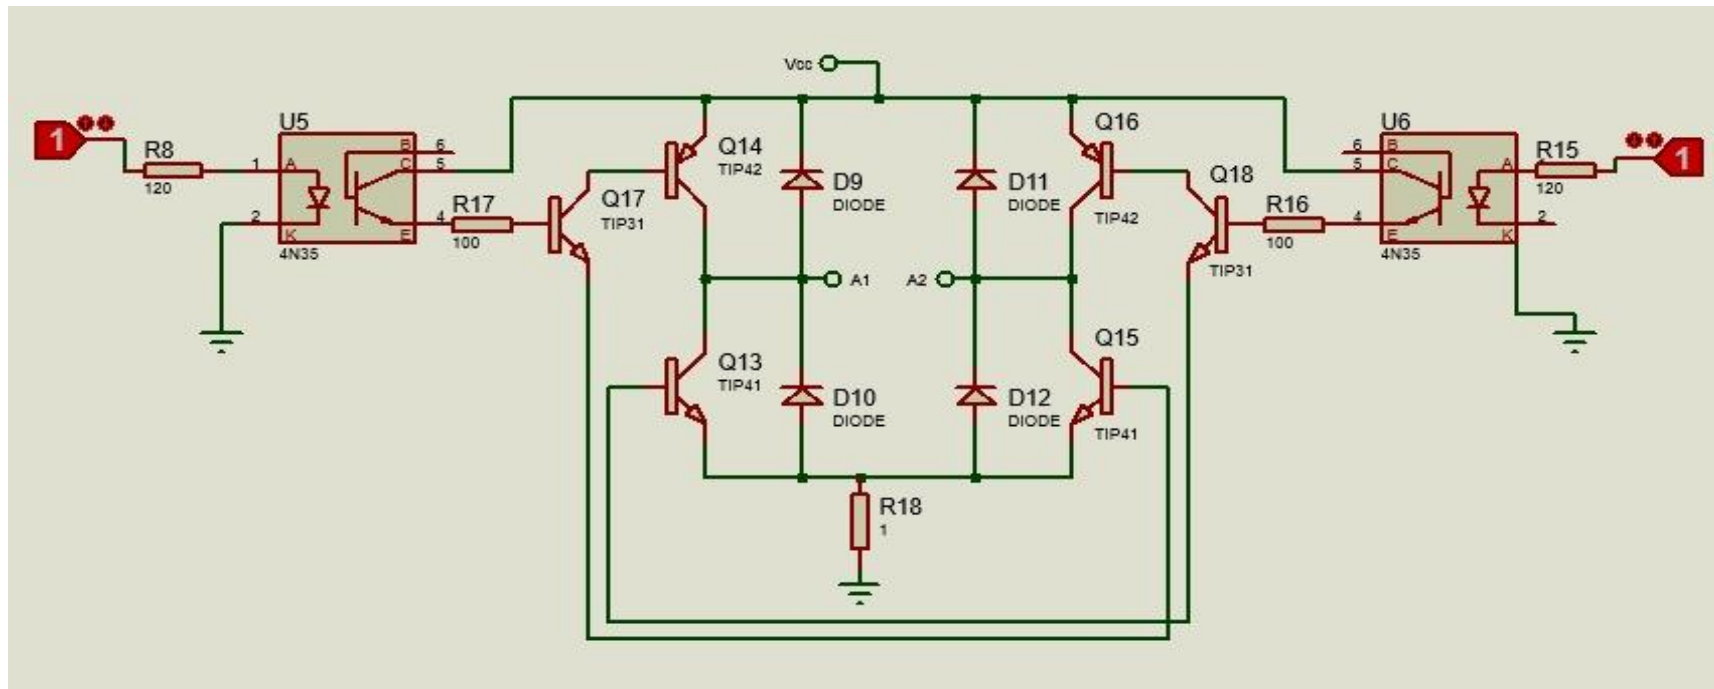 Vcc
1
R8
120
U5
1
A
2
K
B
6
C
5
E
4
4N35
R17
100
Q17
TIP31
Q14
TIP42
D9
DIODE
A1
Q13
TIP41
D10
DIODE
D11
DIODE
A2
D12
DIODE
Q16
TIP42
Q15
TIP41
R18
1
Q18
TIP31
R16
100
U6
6
B
5
C
4
E
A
2
K
4N35
R15
120
1